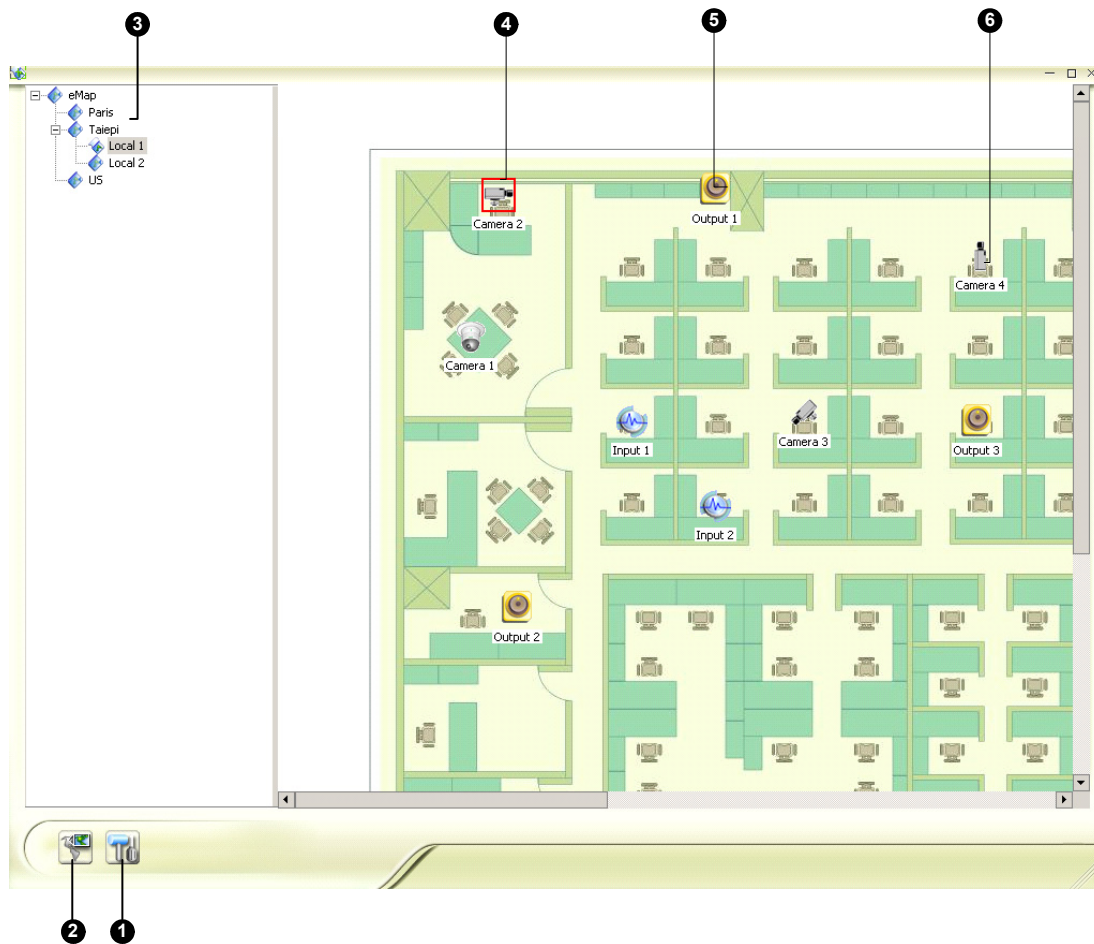 3
4
5
6
eMap
Paris
Taiepi
Local 1
Local 2
US
Camera 2
Output 1
Camera 4
Camera 1
Input 1
Camera 3
Output 3
Input 2
Output 2
2
1